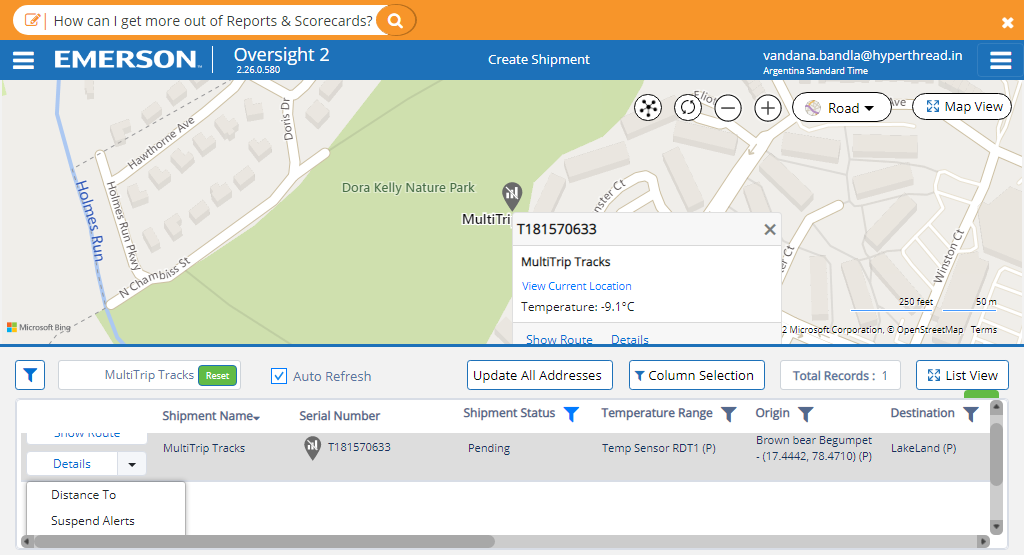 How can I get more out of Reports & Scorecards?
EMERSON
Oversight 2
2.26.0.580
Create Shipment
vandana.bandla@hyperthread.in
Argentina Standard Time
Road
Map View
Hawthorne Ave
Doris Dr
Ave
Holmes Run
Holmes Run Pkwy
N Chambliss St
Dora Kelly Nature Park
Winston Ct
MultiTri
T181570633
MultiTrip Tracks
View Current Location
Temperature: -9.1°C
Show Route Details
250 feet 50 m
Microsoft Bing
2 Microsoft Corporation, © OpenStreetMap Terms
MultiTrip Tracks Reset
Auto Refresh
Update All Addresses
Column Selection
Total Records : 1
List View
Shipment Name Serial Number Shipment Status Temperature Range Origin Destination
Show Route
MultiTrip Tracks T181570633 Pending Temp Sensor RDT1 (P) Brown bear Begumpet - (17.4442, 78.4710) (P) LakeLand (P)
Details
Distance To
Suspend Alerts